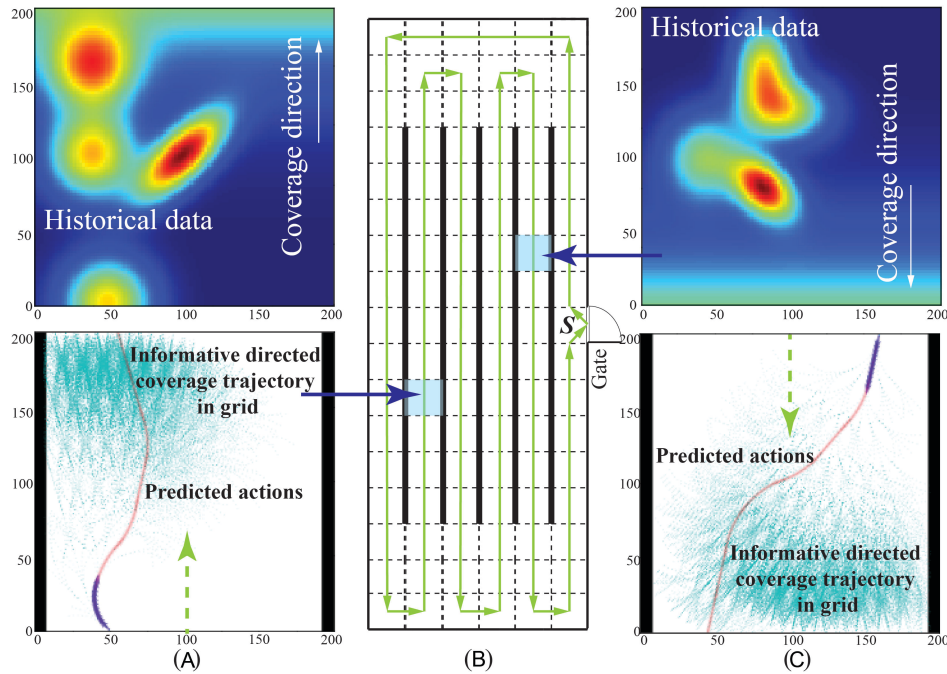 200
150
100
50
0
Historical data
Coverage direction
50
100
150
200
200
150
100
50
0
Informative directed
coverage trajectory
in grid
Predicted actions
0
50
100
150
200
(A)
S
Gate
(B)
200
150
100
50
0
Historical data
Coverage direction
50
100
150
200
200
150
100
50
0
Predicted actions
Informative directed
coverage trajectory
in grid
0
50
100
150
200
(C)